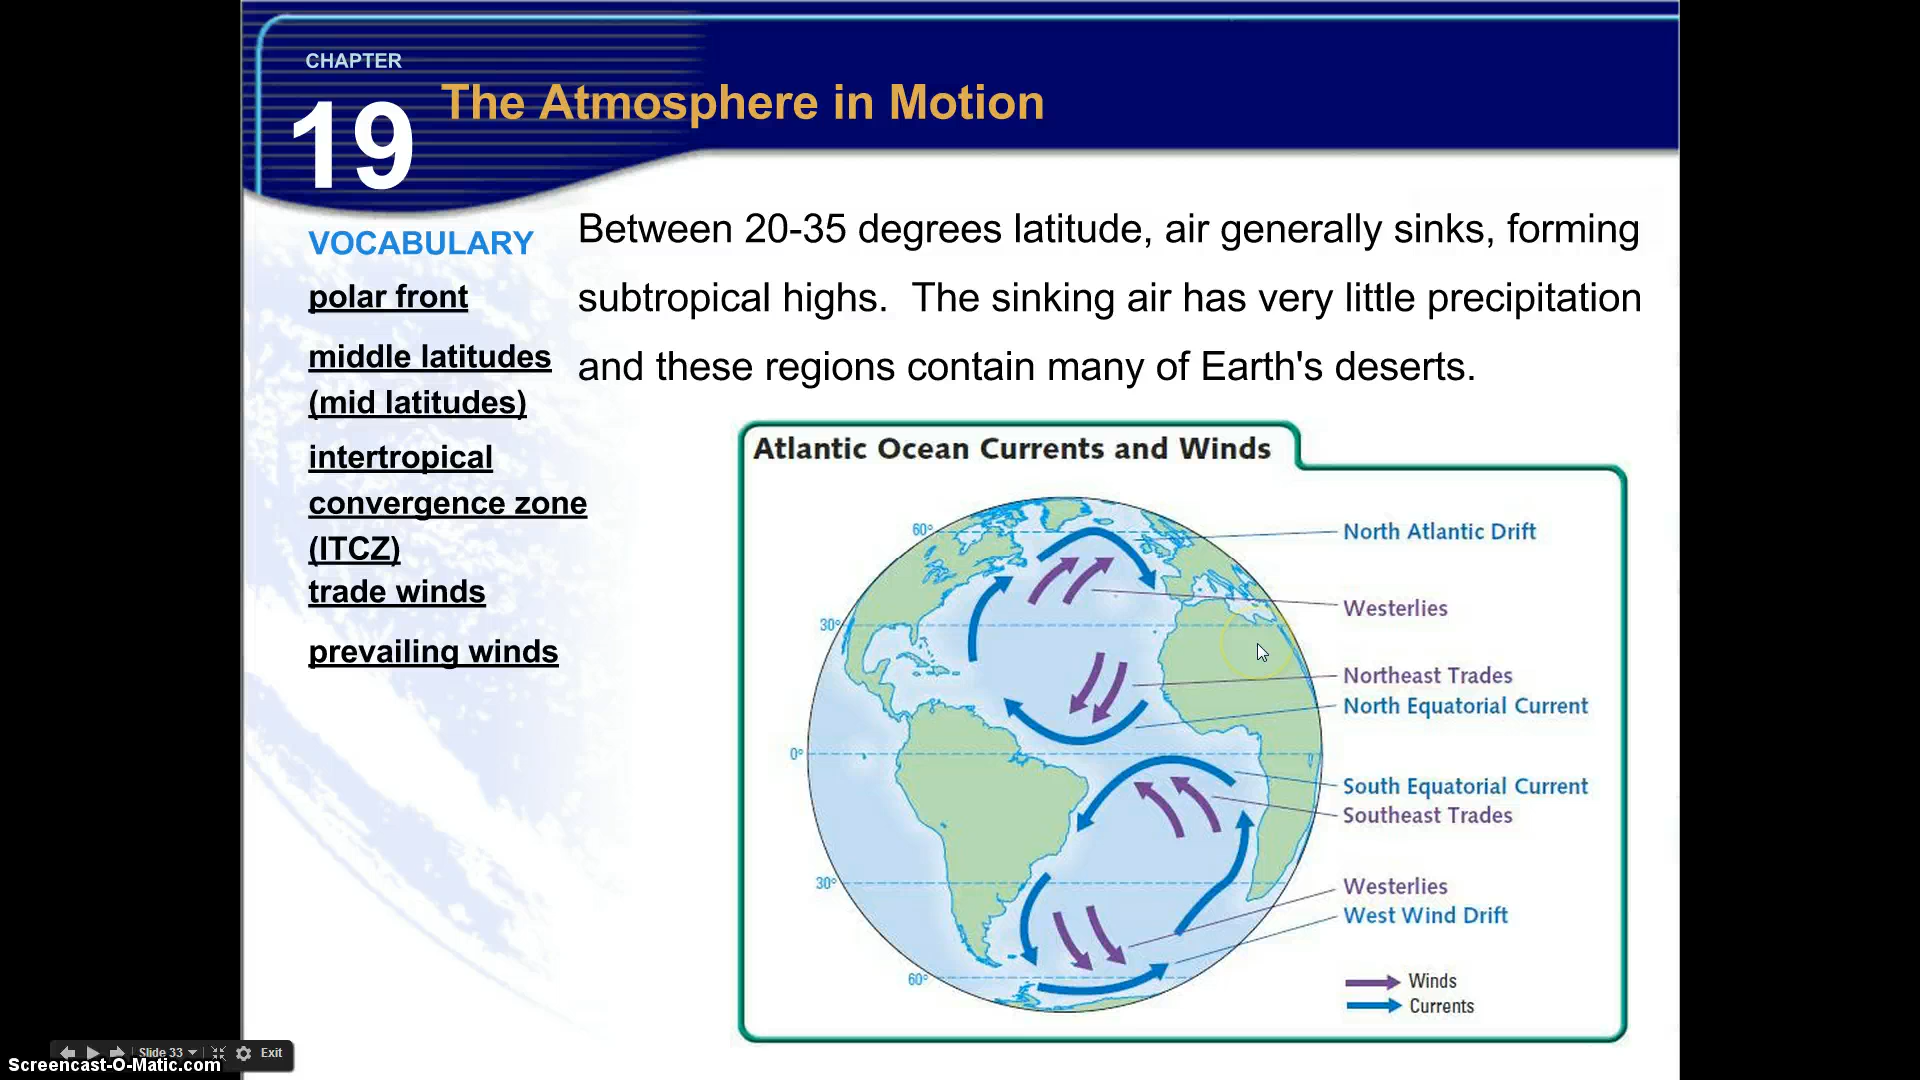 CHAPTER
19
The Atmosphere in Motion
VOCABULARY
polar front
middle latitudes
(mid latitudes)
intertropical
convergence zone
(ITCZ)
trade winds
prevailing winds
Between 20-35 degrees latitude, air generally sinks, forming
subtropical highs.  The sinking air has very little precipitation
and these regions contain many of Earth's deserts.
Atlantic Ocean Currents and Winds
60°
North Atlantic Drift
Westerlies
30°
Northeast Trades
North Equatorial Current
0°
South Equatorial Current
Southeast Trades
30°
Westerlies
West Wind Drift
60°
Winds
Currents
Slide 33
Exit
Screencast-O-Matic.com